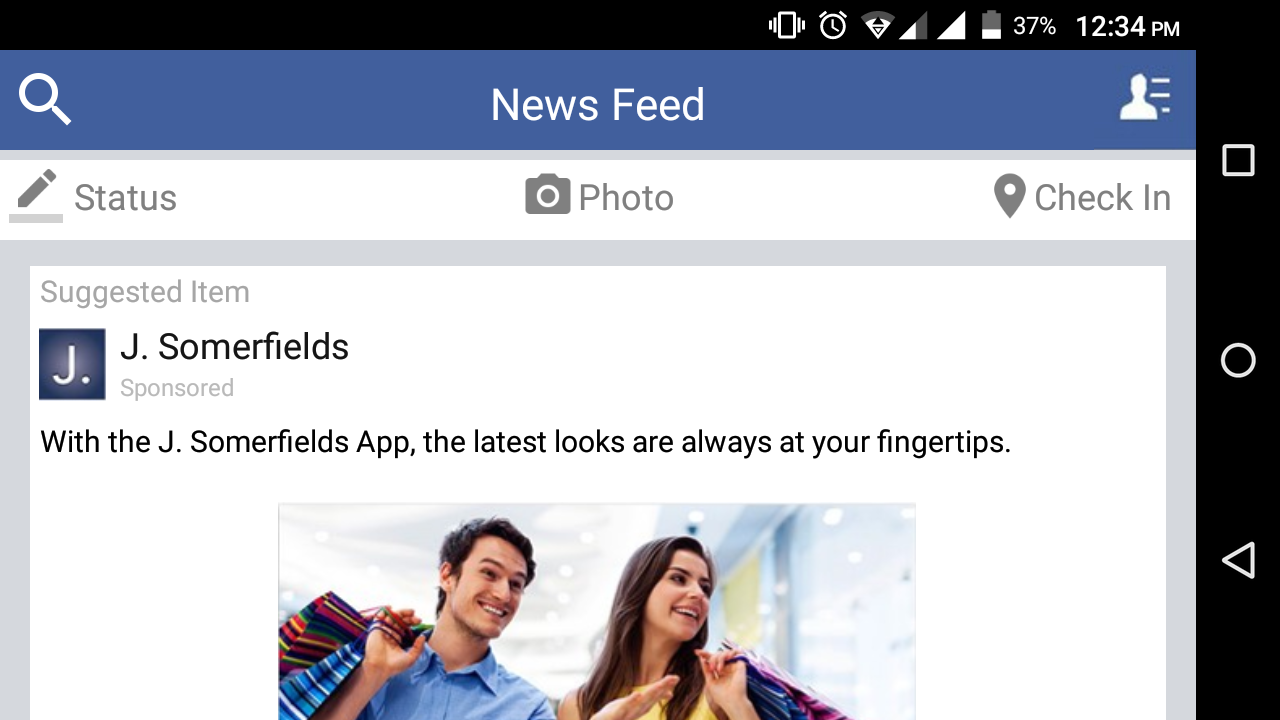 37% 12:34 PM
News Feed
Status Photo Check In
Suggested Item
J. J. Somerfields
Sponsored
With the J. Somerfields App, the latest looks are always at your fingertips.